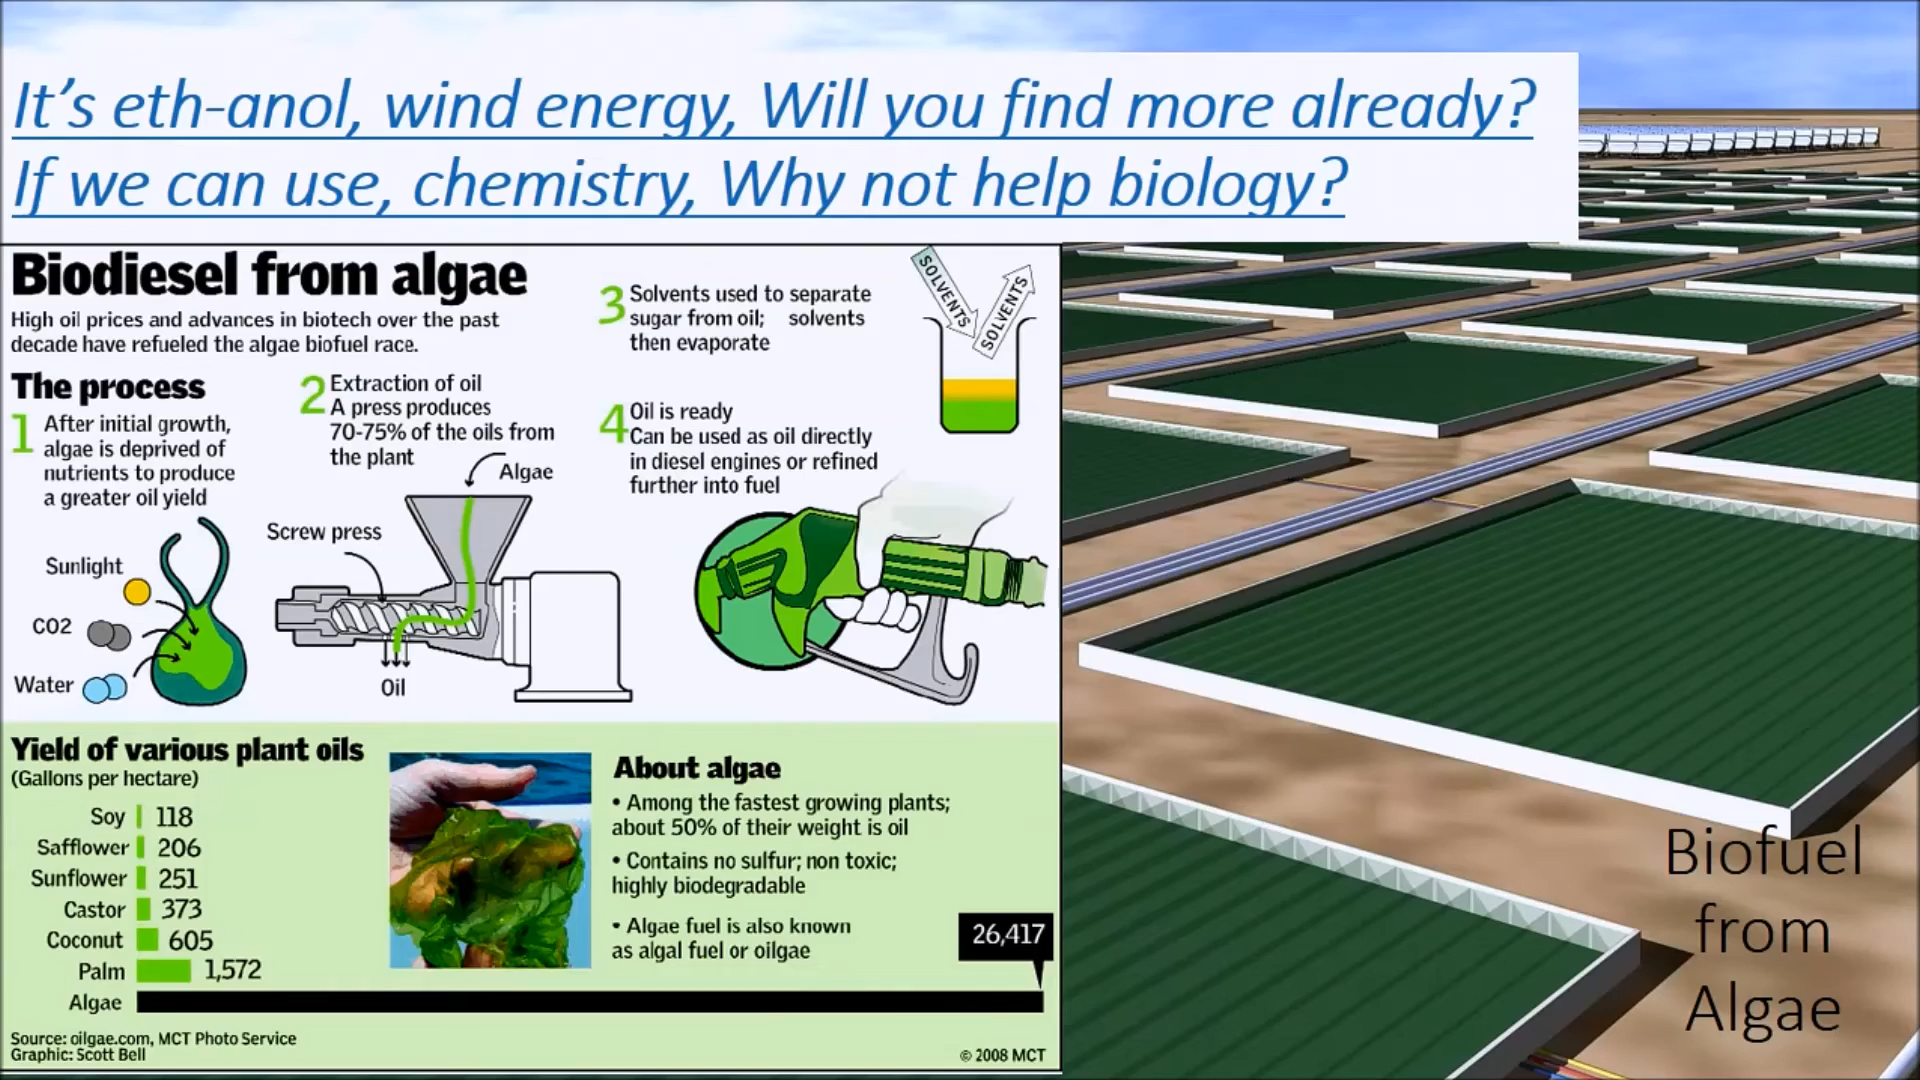 It's eth-anol, wind energy, Will you find more already?
If we can use, chemistry, Why not help biology?
Biodiesel from algae
High oil prices and advances in biotech over the past
decade have refueled the algae biofuel race.
The process
1 After initial growth,
algae is deprived of
nutrients to produce
a greater oil yield
Sunlight
CO2
Water
2 Extraction of oil
A press produces
70-75% of the oils from
the plant
Algae
Screw press
Oil
3 Solvents used to separate
sugar from oil; solvents
then evaporate
SOLVENTS
SOLVENTS
4 Oil is ready
Can be used as oil directly
in diesel engines or refined
further into fuel
Yield of various plant oils
(Gallons per hectare)
Soy 118
Safflower 206
Sunflower 251
Castor 373
Coconut 605
Palm 1,572
Algae 26,417
About algae
• Among the fastest growing plants;
about 50% of their weight is oil
• Contains no sulfur; non toxic;
highly biodegradable
• Algae fuel is also known
as algal fuel or oilgae
Source: oilgae.com, MCT Photo Service
Graphic: Scott Bell
© 2008 MCT
Biofuel
from
Algae